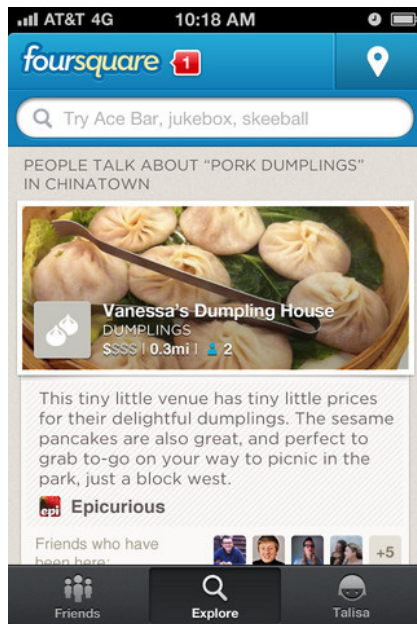 AT&T 4G 10:18 AM
foursquare 1
Try Ace Bar, jukebox, skeeball
PEOPLE TALK ABOUT “PORK DUMPLINGS”
IN CHINATOWN
Vanessa's Dumpling House
DUMPLINGS
$$$$ | 0.3mi | 2
This tiny little venue has tiny little prices
for their delightful dumplings. The sesame
pancakes are also great, and perfect to
grab to-go on your way to picnic in the
park, just a block west.
epi Epicurious
Friends who have
been here:
+5
Friends Explore Talisa